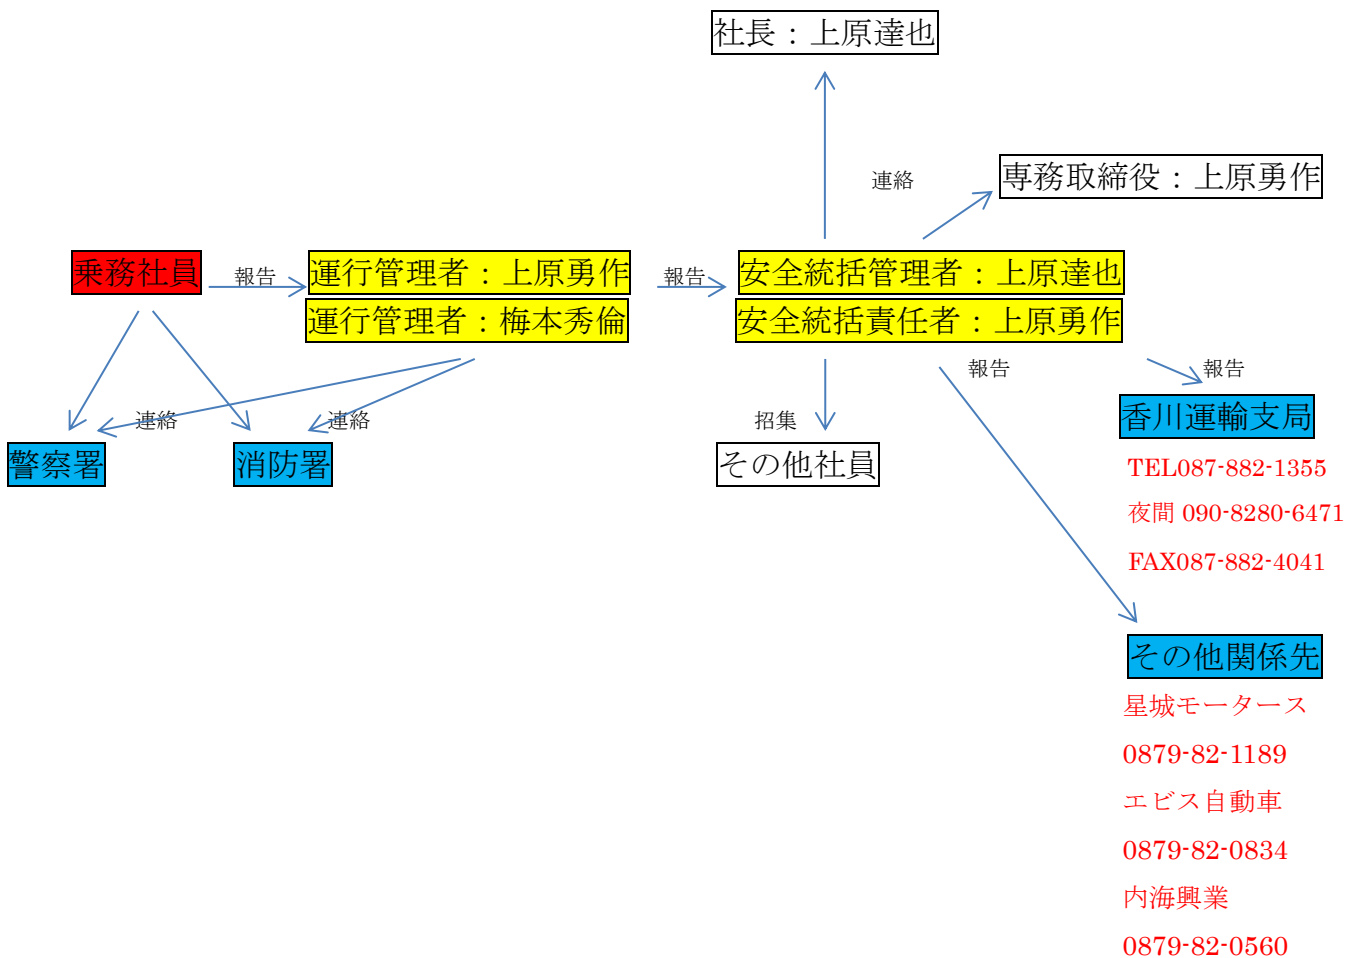 社長：上原達也
連絡
専務取締役：上原勇作
乗務社員
報告
運行管理者：上原勇作
運行管理者：梅本秀倫
報告
安全統括管理者：上原達也
安全統括責任者：上原勇作
連絡
連絡
警察署
消防署
招集
その他社員
報告
報告
香川運輸支局
TEL087-882-1355
夜間 090-8280-6471
FAX087-882-4041
その他関係先
星城モータース
0879-82-1189
エビス自動車
0879-82-0834
内海興業
0879-82-0560